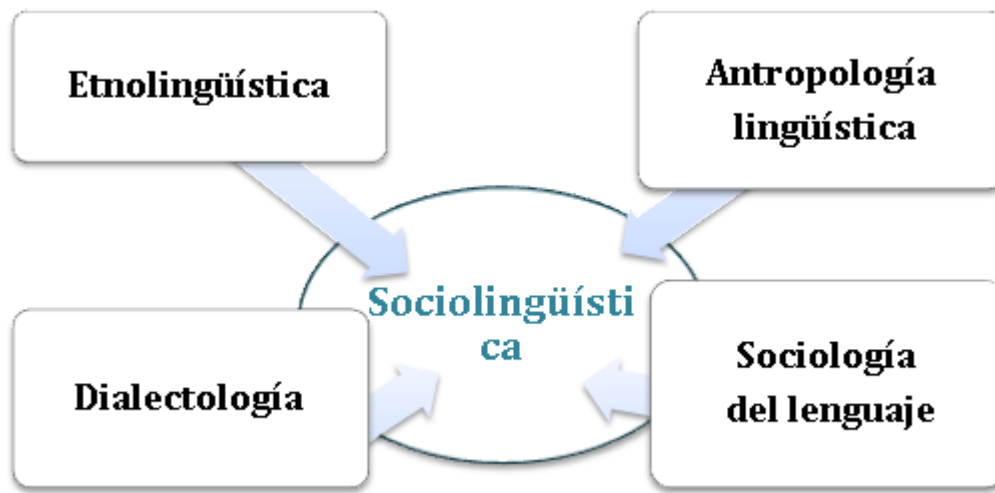 Etnolingüística
Antropología
lingüística
Sociolingüísti
ca
Dialectología
Sociología
del lenguaje